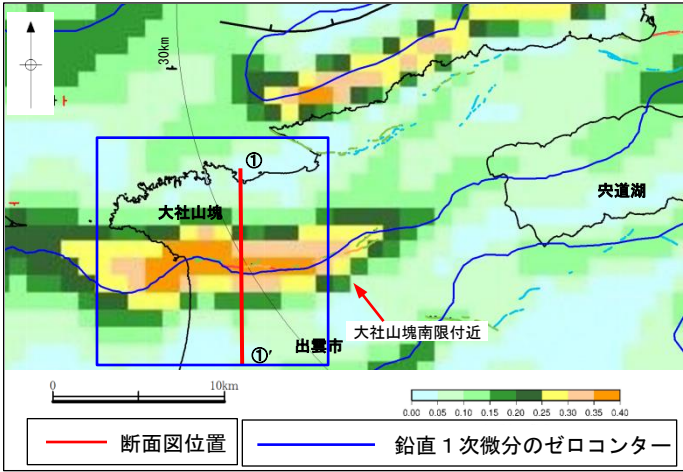 30km
①
大社山塊
宍道湖
大社山塊南限付近
①′
出雲市
0 10km
0.00 0.05 0.10 0.15 0.20 0.25 0.30 0.35 0.40
断面図位置
鉛直１次微分のゼロコンター